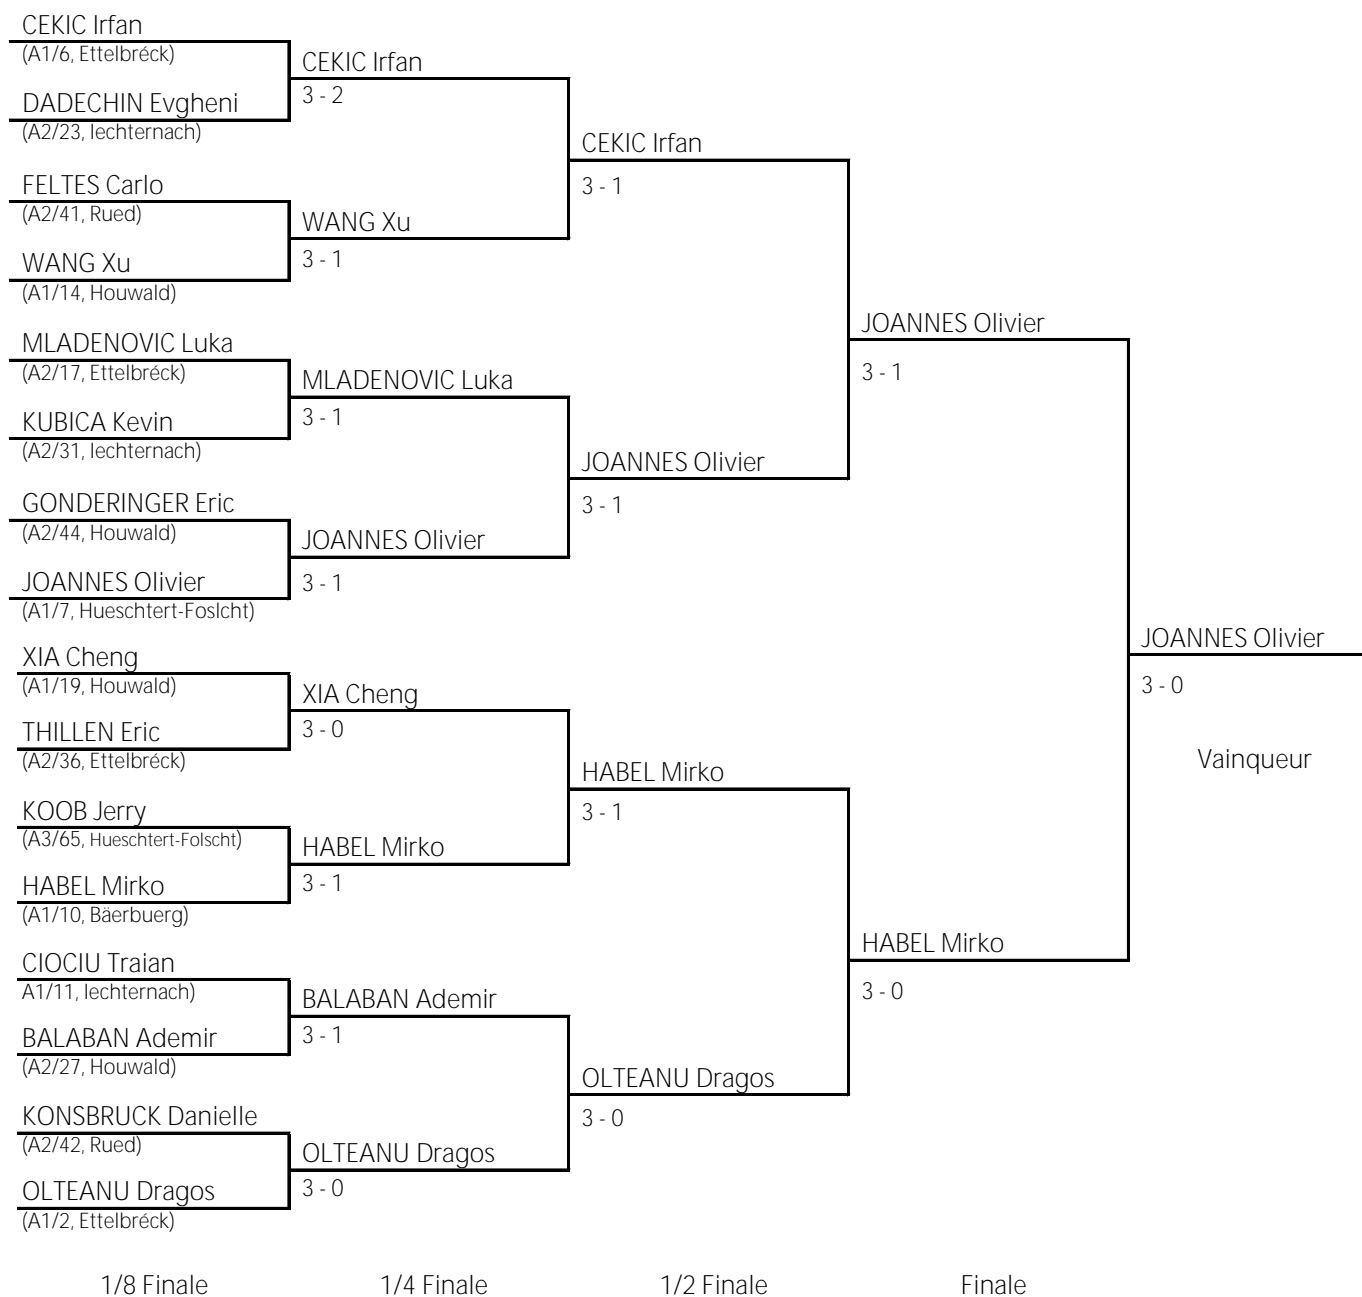 CEKIC Irfan
(A1/6, Ettelbréck)
DADECHIN Evgheni
(A2/23, Iechternach)
FELTES Carlo
(A2/41, Rued)
WANG Xu
(A1/14, Houwald)
MLADENOVIC Luka
(A2/17, Ettelbréck)
KUBICA Kevin
(A2/31, Iechternach)
GONDERINGER Eric
(A2/44, Houwald)
JOANNES Olivier
(A1/7, Hueschtert-Foslcht)
XIA Cheng
(A1/19, Houwald)
THILLEN Eric
(A2/36, Ettelbréck)
KOOB Jerry
(A3/65, Hueschtert-Folscht)
HABEL Mirko
(A1/10, Bäerbuerg)
CIOCIU Traian
A1/11, Iechternach)
BALABAN Ademir
(A2/27, Houwald)
KONSBRUCK Danielle
(A2/42, Rued)
OLTEANU Dragos
(A1/2, Ettelbréck)
CEKIC Irfan
3 - 2
WANG Xu
3 - 1
MLADENOVIC Luka
3 - 1
JOANNES Olivier
3 - 1
XIA Cheng
3 - 0
HABEL Mirko
3 - 1
BALABAN Ademir
3 - 1
OLTEANU Dragos
3 - 0
CEKIC Irfan
3 - 1
JOANNES Olivier
3 - 1
HABEL Mirko
3 - 1
OLTEANU Dragos
3 - 0
JOANNES Olivier
3 - 1
HABEL Mirko
3 - 0
JOANNES Olivier
3 - 0
Vainqueur
1/8 Finale
1/4 Finale
1/2 Finale
Finale